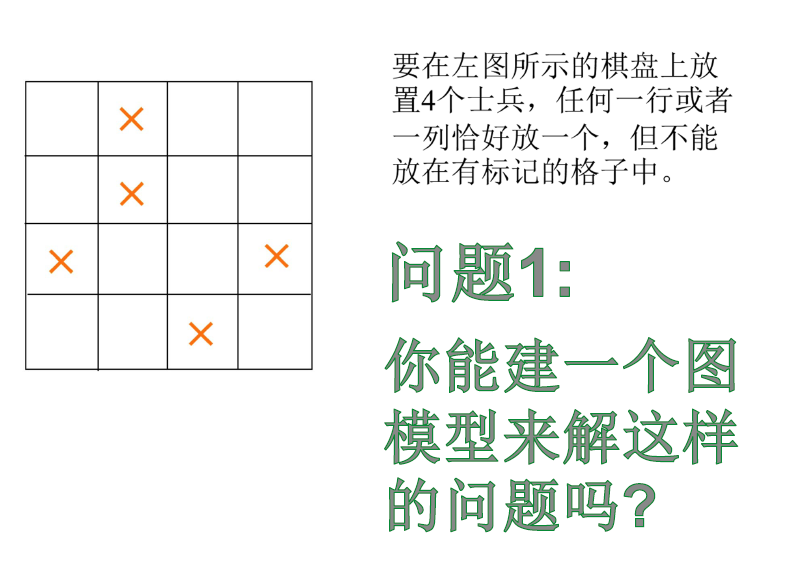 要在左图所示的棋盘上放
置4个士兵，任何一行或者
一列恰好放一个，但不能
放在有标记的格子中。
问题1:
你能建一个图
模型来解这样
的问题吗?